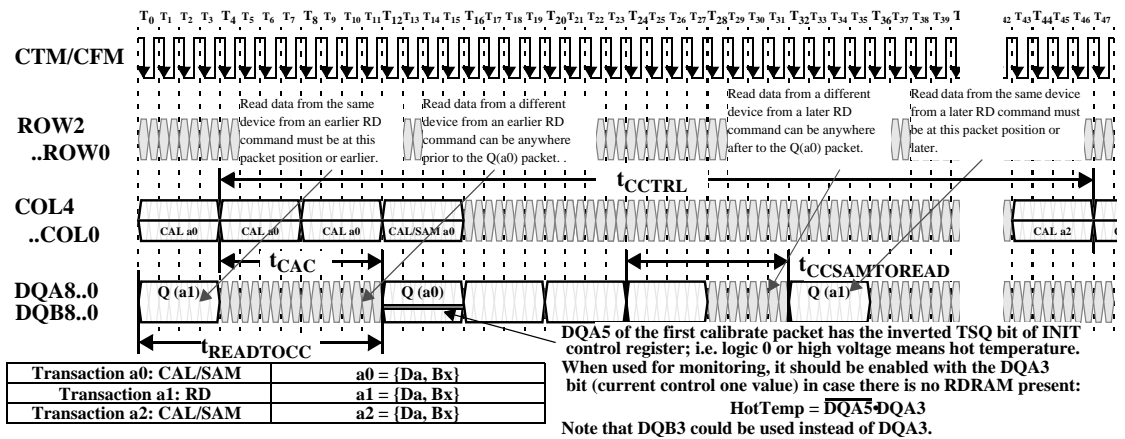 T0 T1 T2 T3 T4 T5 T6 T7 T8 T9 T10 T11 T12 T13 T14 T15 T16 T17 T18 T19 T20 T21 T22 T23 T24 T25 T26 T27 T28 T29 T30 T31 T32 T33 T34 T35 T36 T37 T38 T39 T 42 T43 T44 T45 T46 T47
CTM/CFM
Read data from the same
device from an earlier RD
command must be at this
packet position or earlier.
Read data from a different
device from an earlier RD
command can be anywhere
prior to the Q(a0) packet. .
Read data from a different
device from a later RD
command can be anywhere
after to the Q(a0) packet.
Read data from the same device
from a later RD command must
be at this packet position or
later.
ROW2
..ROW0
tCCTRL
COL4
..COL0
CAL a0 CAL a0 CAL a0 CAL/SAM a0 CAL a2 C
tCAC
tCCSAMTOREAD
DQA8..0
DQB8..0
Q (a1) Q (a0) Q (a1)
tREADTOCC
DQA5 of the first calibrate packet has the inverted TSQ bit of INIT
control register; i.e. logic 0 or high voltage means hot temperature.
When used for monitoring, it should be enabled with the DQA3
bit (current control one value) in case there is no RDRAM present:
HotTemp = D̅Q̅A̅5̅•DQA3
Note that DQB3 could be used instead of DQA3.
Transaction a0: CAL/SAM a0 = {Da, Bx}
Transaction a1: RD a1 = {Da, Bx}
Transaction a2: CAL/SAM a2 = {Da, Bx}